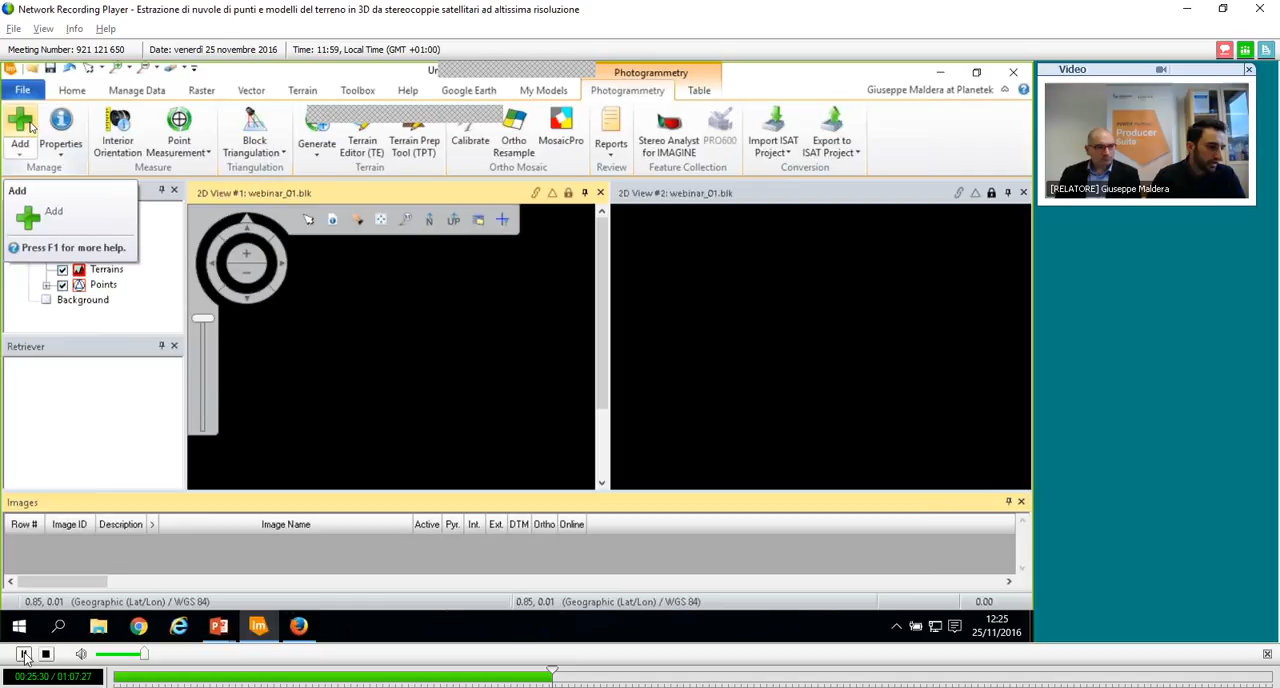 Network Recording Player - Estrazione di nuvole di punti e modelli del terreno in 3D da stereocoppie satellitari ad altissima risoluzione
File View Info Help
Meeting Number: 921 121 650 Date: venerdì 25 novembre 2016 Time: 11:59, Local Time (GMT +01:00)
Video
Photogrammetry
File Home Manage Data Raster Vector Terrain Toolbox Help Google Earth My Models Photogrammetry Table Giuseppe Maldera at Planetek
Add Properties Interior Orientation Point Measurement Block Triangulation Generate Terrain Editor (TE) Terrain Prep Tool (TPT) Calibrate Ortho Resample MosaicPro Reports Stereo Analyst for IMAGINE PRO600 Import ISAT Project Export to ISAT Project
Manage Measure Triangulation Terrain Ortho Mosaic Review Feature Collection Conversion
Producer Suite
[RELATORE] Giuseppe Maldera
Add
2D View #1: webinar_01.blk
2D View #2: webinar_01.blk
Add
N UP
Press F1 for more help.
Terrains
Points
Background
Retriever
Images
Row # Image ID Description > Image Name Active Pyr. Int. Ext. DTM Ortho Online
0.85, 0.01 (Geographic (Lat/Lon) / WGS 84) 0.85, 0.01 (Geographic (Lat/Lon) / WGS 84) 0.00
12:25
25/11/2016
00:25:30 / 01:07:27